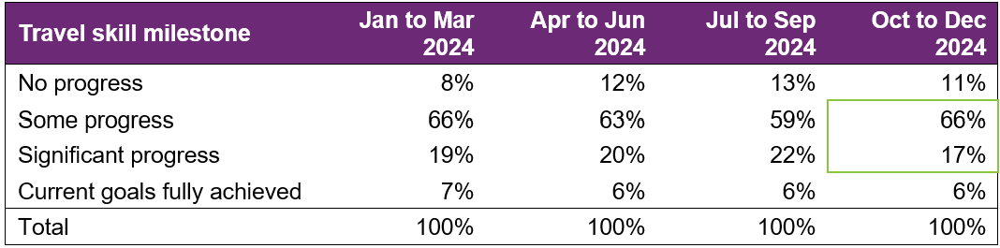 Travel skill milestone Jan to Mar 2024 Apr to Jun 2024 Jul to Sep 2024 Oct to Dec 2024
No progress 8% 12% 13% 11%
Some progress 66% 63% 59% 66%
Significant progress 19% 20% 22% 17%
Current goals fully achieved 7% 6% 6% 6%
Total 100% 100% 100% 100%